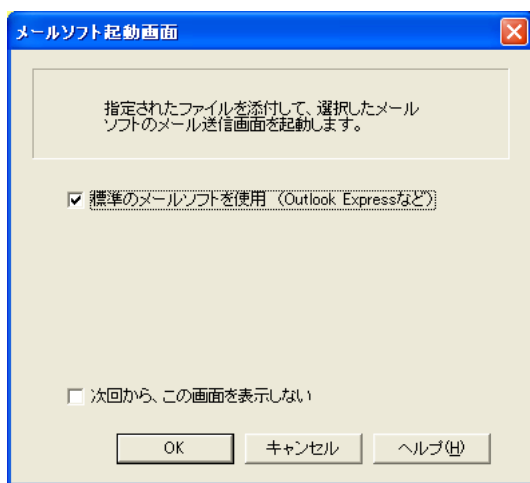 メールソフト起動画面
指定されたファイルを添付して、選択したメール
ソフトのメール送信画面を起動します。
標準のメールソフトを使用 (Outlook Expressなど)
次回から、この画面を表示しない
OK キャンセル ヘルプ(H)